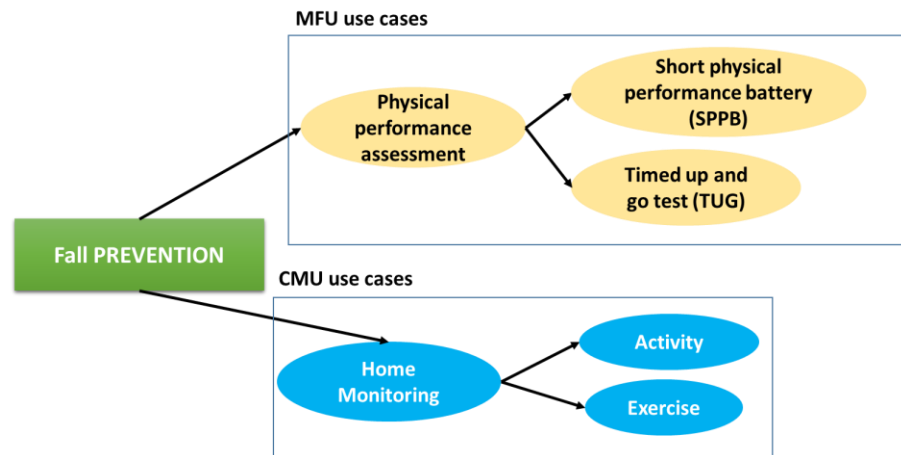 MFU use cases
Physical
performance
assessment
Short physical
performance battery
(SPPB)
Timed up and
go test (TUG)
Fall PREVENTION
CMU use cases
Home
Monitoring
Activity
Exercise